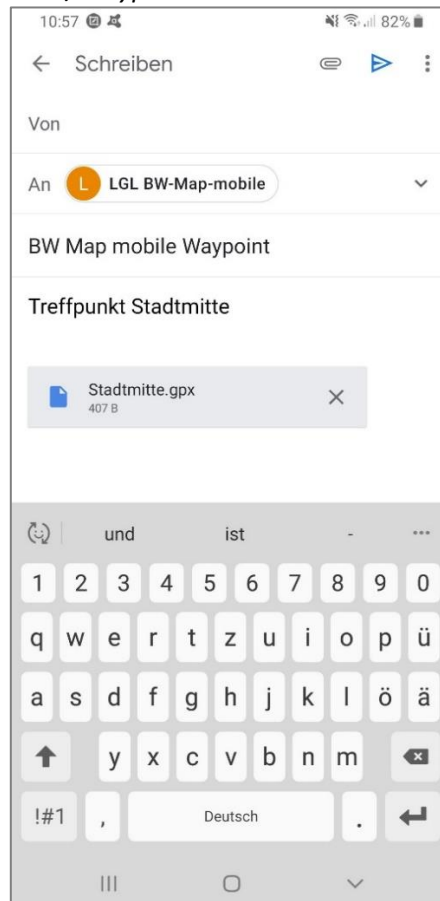 10:57 82%
Schreiben
Von
An L LGL BW-Map-mobile
BW Map mobile Waypoint
Treffpunkt Stadtmitte
Stadtmitte.gpx
407 B
und ist - ...
1 2 3 4 5 6 7 8 9 0
q w e r t z u i o p ü
a s d f g h j k l ö ä
y x c v b n m
!#1 , Deutsch .